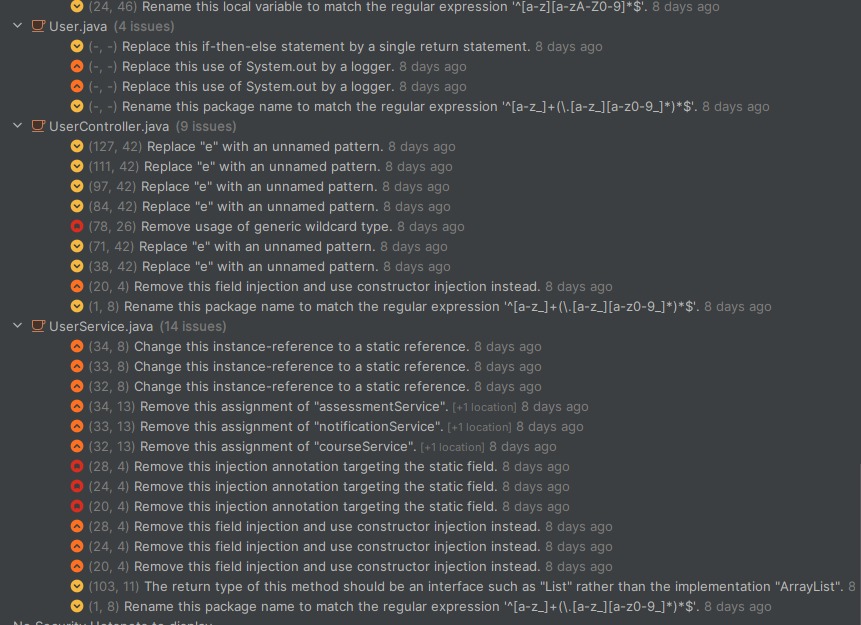 (24, 46) Rename this local variable to match the regular expression '^[a-z][a-zA-Z0-9]*$'. 8 days ago
User.java (4 issues)
(-, -) Replace this if-then-else statement by a single return statement. 8 days ago
(-, -) Replace this use of System.out by a logger. 8 days ago
(-, -) Replace this use of System.out by a logger. 8 days ago
(-, -) Rename this package name to match the regular expression '^[a-z_]+(\.[a-z_][a-z0-9_]*)*$'. 8 days ago
UserController.java (9 issues)
(127, 42) Replace "e" with an unnamed pattern. 8 days ago
(111, 42) Replace "e" with an unnamed pattern. 8 days ago
(97, 42) Replace "e" with an unnamed pattern. 8 days ago
(84, 42) Replace "e" with an unnamed pattern. 8 days ago
(78, 26) Remove usage of generic wildcard type. 8 days ago
(71, 42) Replace "e" with an unnamed pattern. 8 days ago
(38, 42) Replace "e" with an unnamed pattern. 8 days ago
(20, 4) Remove this field injection and use constructor injection instead. 8 days ago
(1, 8) Rename this package name to match the regular expression '^[a-z_]+(\.[a-z_][a-z0-9_]*)*$'. 8 days ago
UserService.java (14 issues)
(34, 8) Change this instance-reference to a static reference. 8 days ago
(33, 8) Change this instance-reference to a static reference. 8 days ago
(32, 8) Change this instance-reference to a static reference. 8 days ago
(34, 13) Remove this assignment of "assessmentService". [+1 location] 8 days ago
(33, 13) Remove this assignment of "notificationService". [+1 location] 8 days ago
(32, 13) Remove this assignment of "courseService". [+1 location] 8 days ago
(28, 4) Remove this injection annotation targeting the static field. 8 days ago
(24, 4) Remove this injection annotation targeting the static field. 8 days ago
(20, 4) Remove this injection annotation targeting the static field. 8 days ago
(28, 4) Remove this field injection and use constructor injection instead. 8 days ago
(24, 4) Remove this field injection and use constructor injection instead. 8 days ago
(20, 4) Remove this field injection and use constructor injection instead. 8 days ago
(103, 11) The return type of this method should be an interface such as "List" rather than the implementation "ArrayList". 8
(1, 8) Rename this package name to match the regular expression '^[a-z_]+(\.[a-z_][a-z0-9_]*)*$'. 8 days ago
No Security Hotspots to display